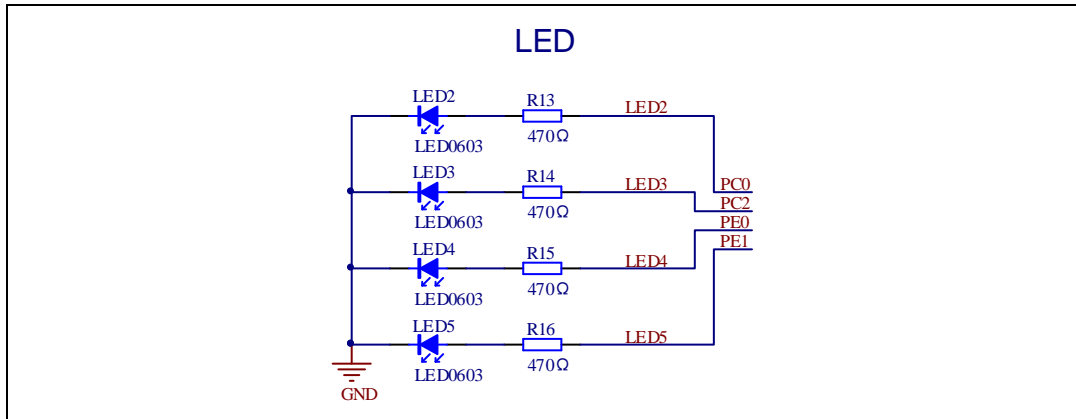 LED
LED2 R13 LED2
LED0603 470Ω
LED3 R14 LED3 PC0
LED0603 470Ω PC2
PE0
LED4 R15 LED4 PE1
LED0603 470Ω
LED5 R16 LED5
LED0603 470Ω
GND